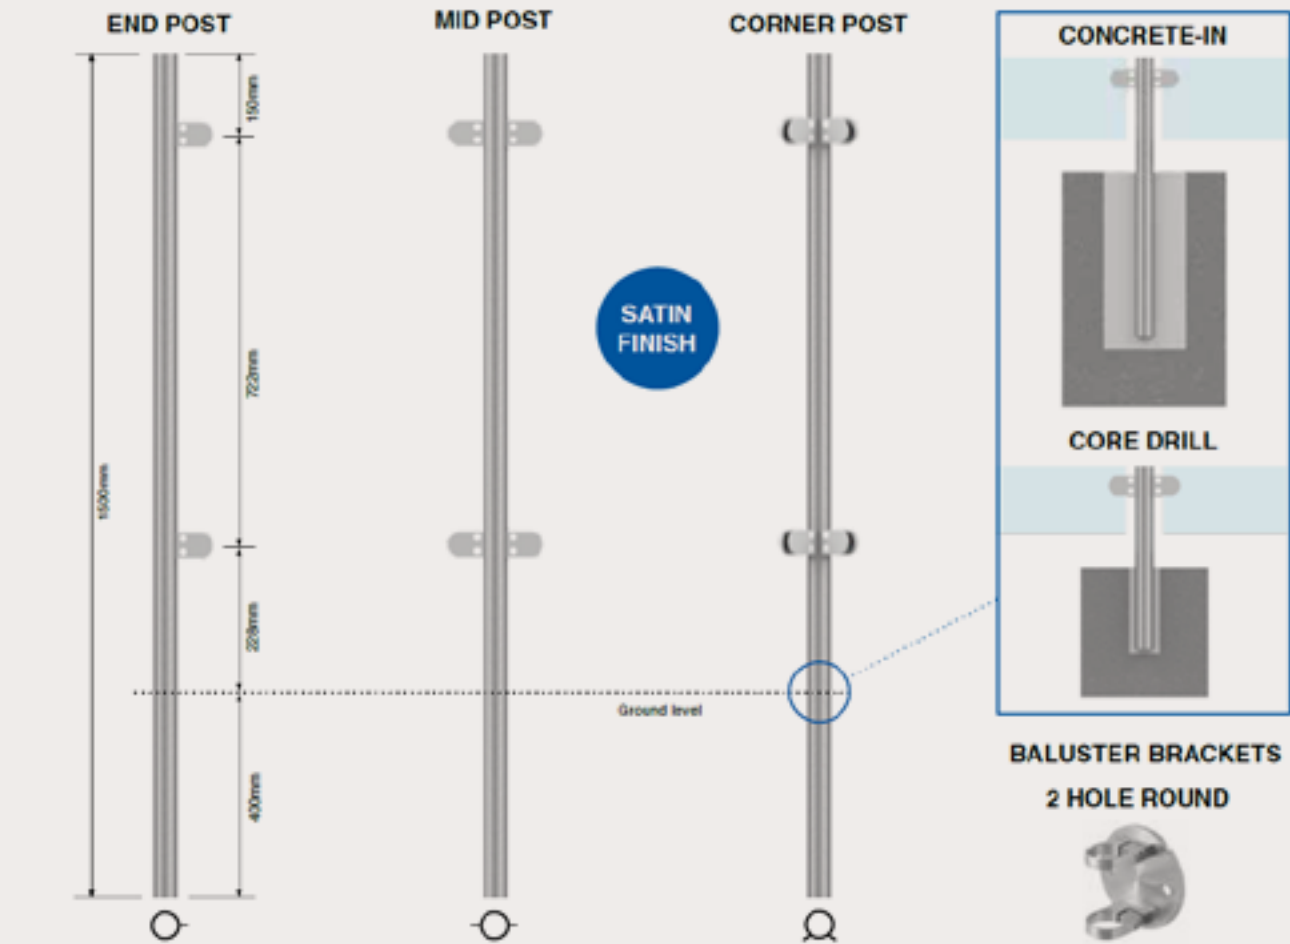 END POST
MID POST
CORNER POST
CONCRETE-IN
150mm
SATIN
FINISH
722mm
CORE DRILL
1500mm
228mm
Ground level
BALUSTER BRACKETS
2 HOLE ROUND
400mm